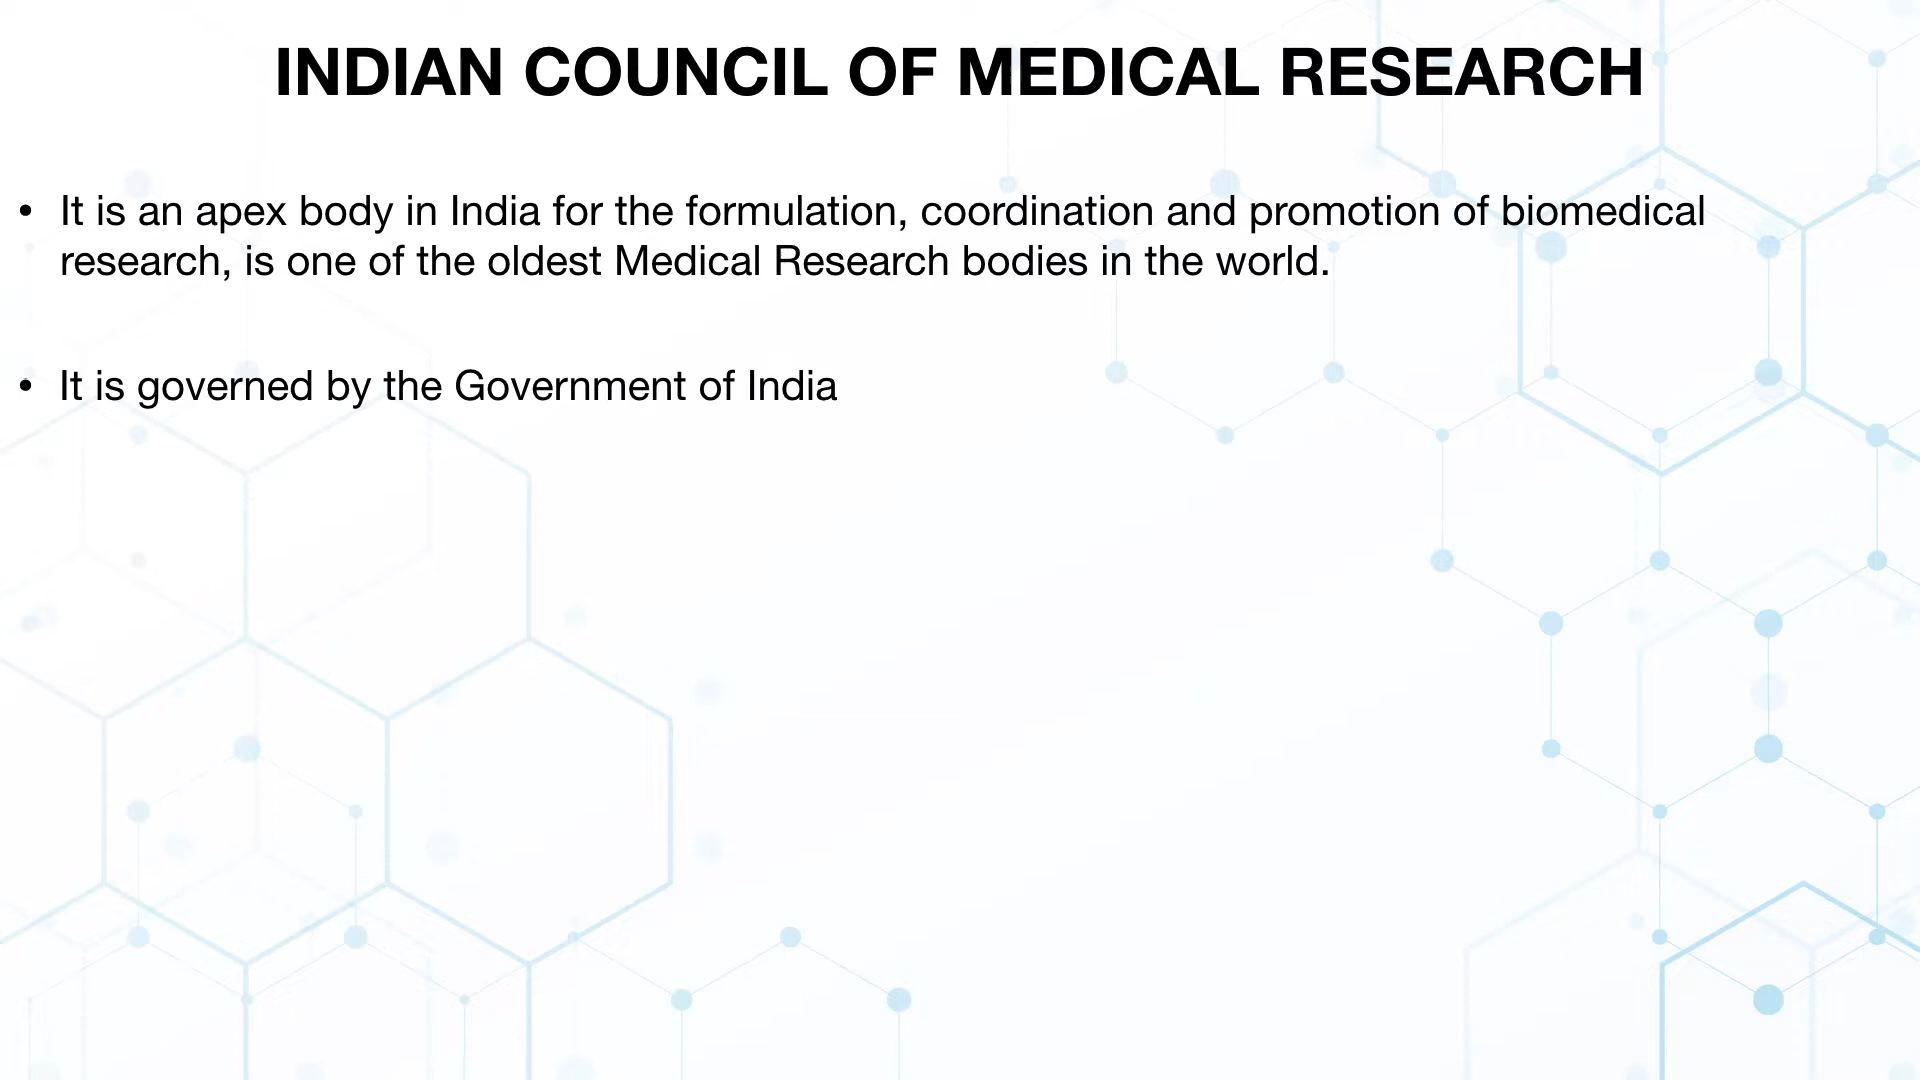 INDIAN COUNCIL OF MEDICAL RESEARCH
• It is an apex body in India for the formulation, coordination and promotion of biomedical
research, is one of the oldest Medical Research bodies in the world.
• It is governed by the Government of India